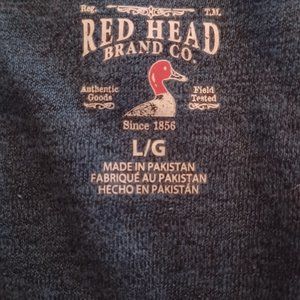 Reg. T.M.
RED HEAD
BRAND CO.
Authentic Field
Goods Tested
Since 1856
L/G
MADE IN PAKISTAN
FABRIQUÉ AU PAKISTAN
HECHO EN PAKISTÁN